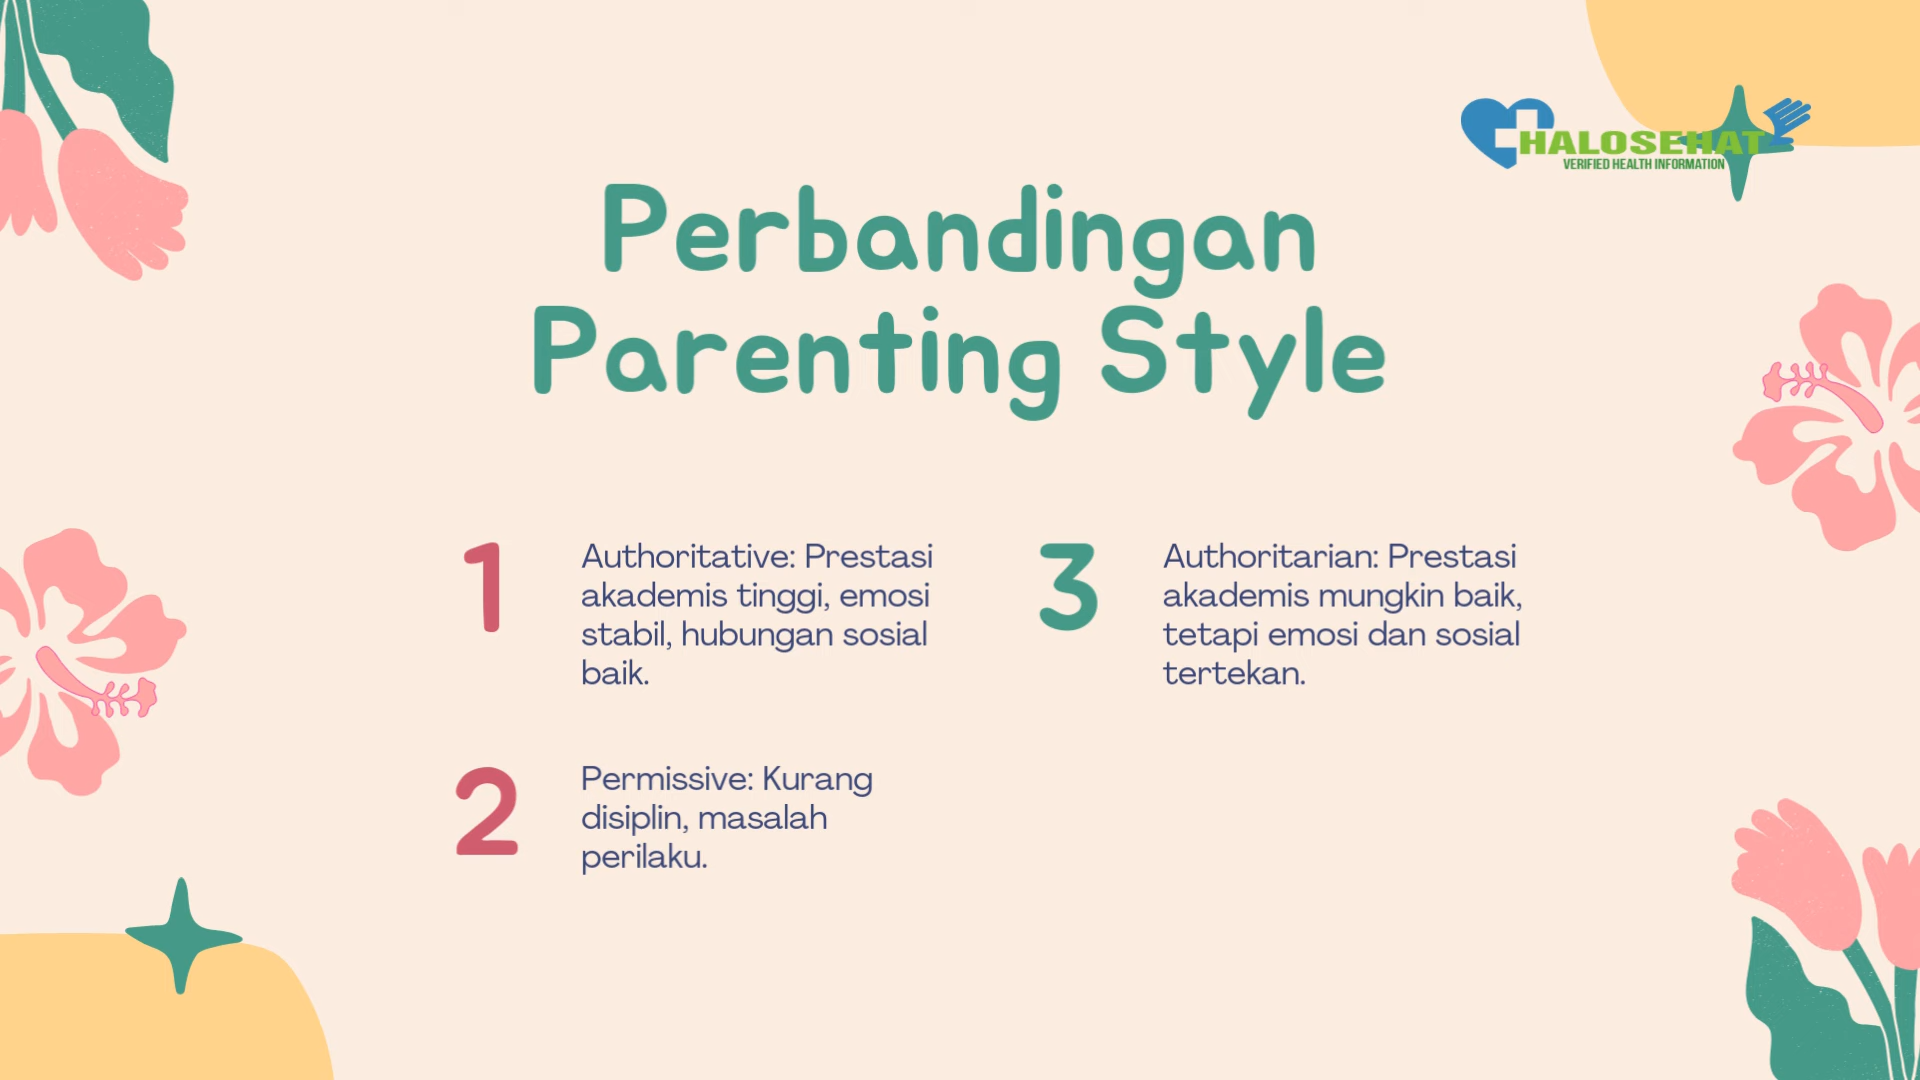 HALOSEHAT
VERIFIED HEALTH INFORMATION
Perbandingan
Parenting Style
1
Authoritative: Prestasi
akademis tinggi, emosi
stabil, hubungan sosial
baik.
2
Permissive: Kurang
disiplin, masalah
perilaku.
3
Authoritarian: Prestasi
akademis mungkin baik,
tetapi emosi dan sosial
tertekan.